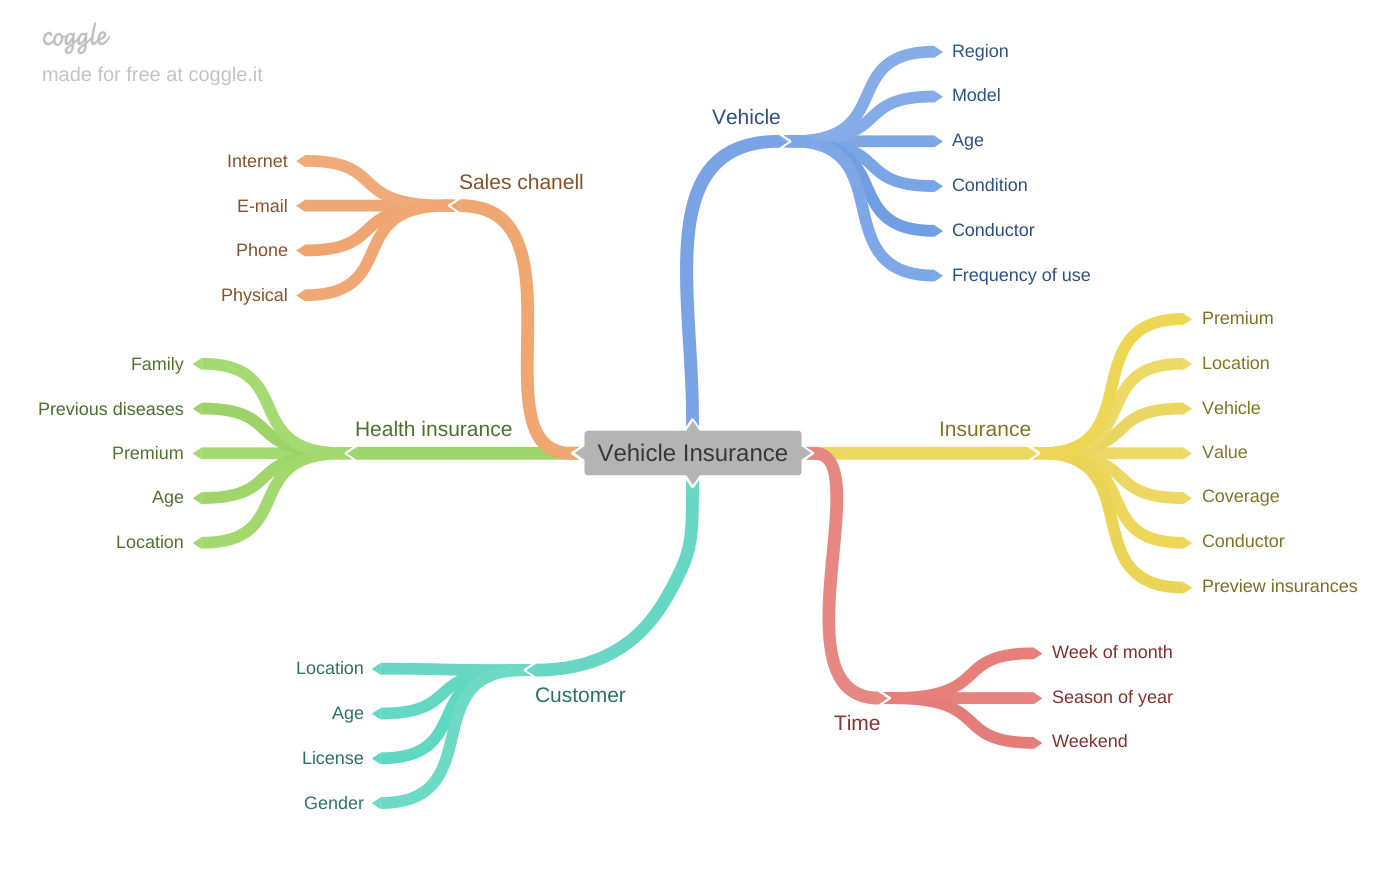 coggle
made for free at coggle.it
Vehicle Insurance
Vehicle
Region
Model
Age
Condition
Conductor
Frequency of use
Insurance
Premium
Location
Vehicle
Value
Coverage
Conductor
Preview insurances
Time
Week of month
Season of year
Weekend
Sales chanell
Internet
E-mail
Phone
Physical
Health insurance
Family
Previous diseases
Premium
Age
Location
Customer
Location
Age
License
Gender